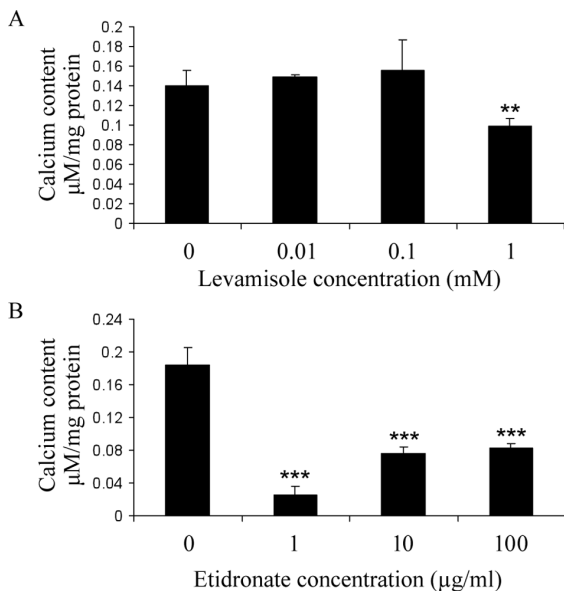 A
Calcium content
µM/mg protein
0.2
0.18
0.16
0.14
0.12
0.1
0.08
0.06
0.04
0.02
0
**
0 0.01 0.1 1
Levamisole concentration (mM)
B
Calcium content
µM/mg protein
0.24
0.2
0.16
0.12
0.08
0.04
0
*** *** ***
0 1 10 100
Etidronate concentration (µg/ml)